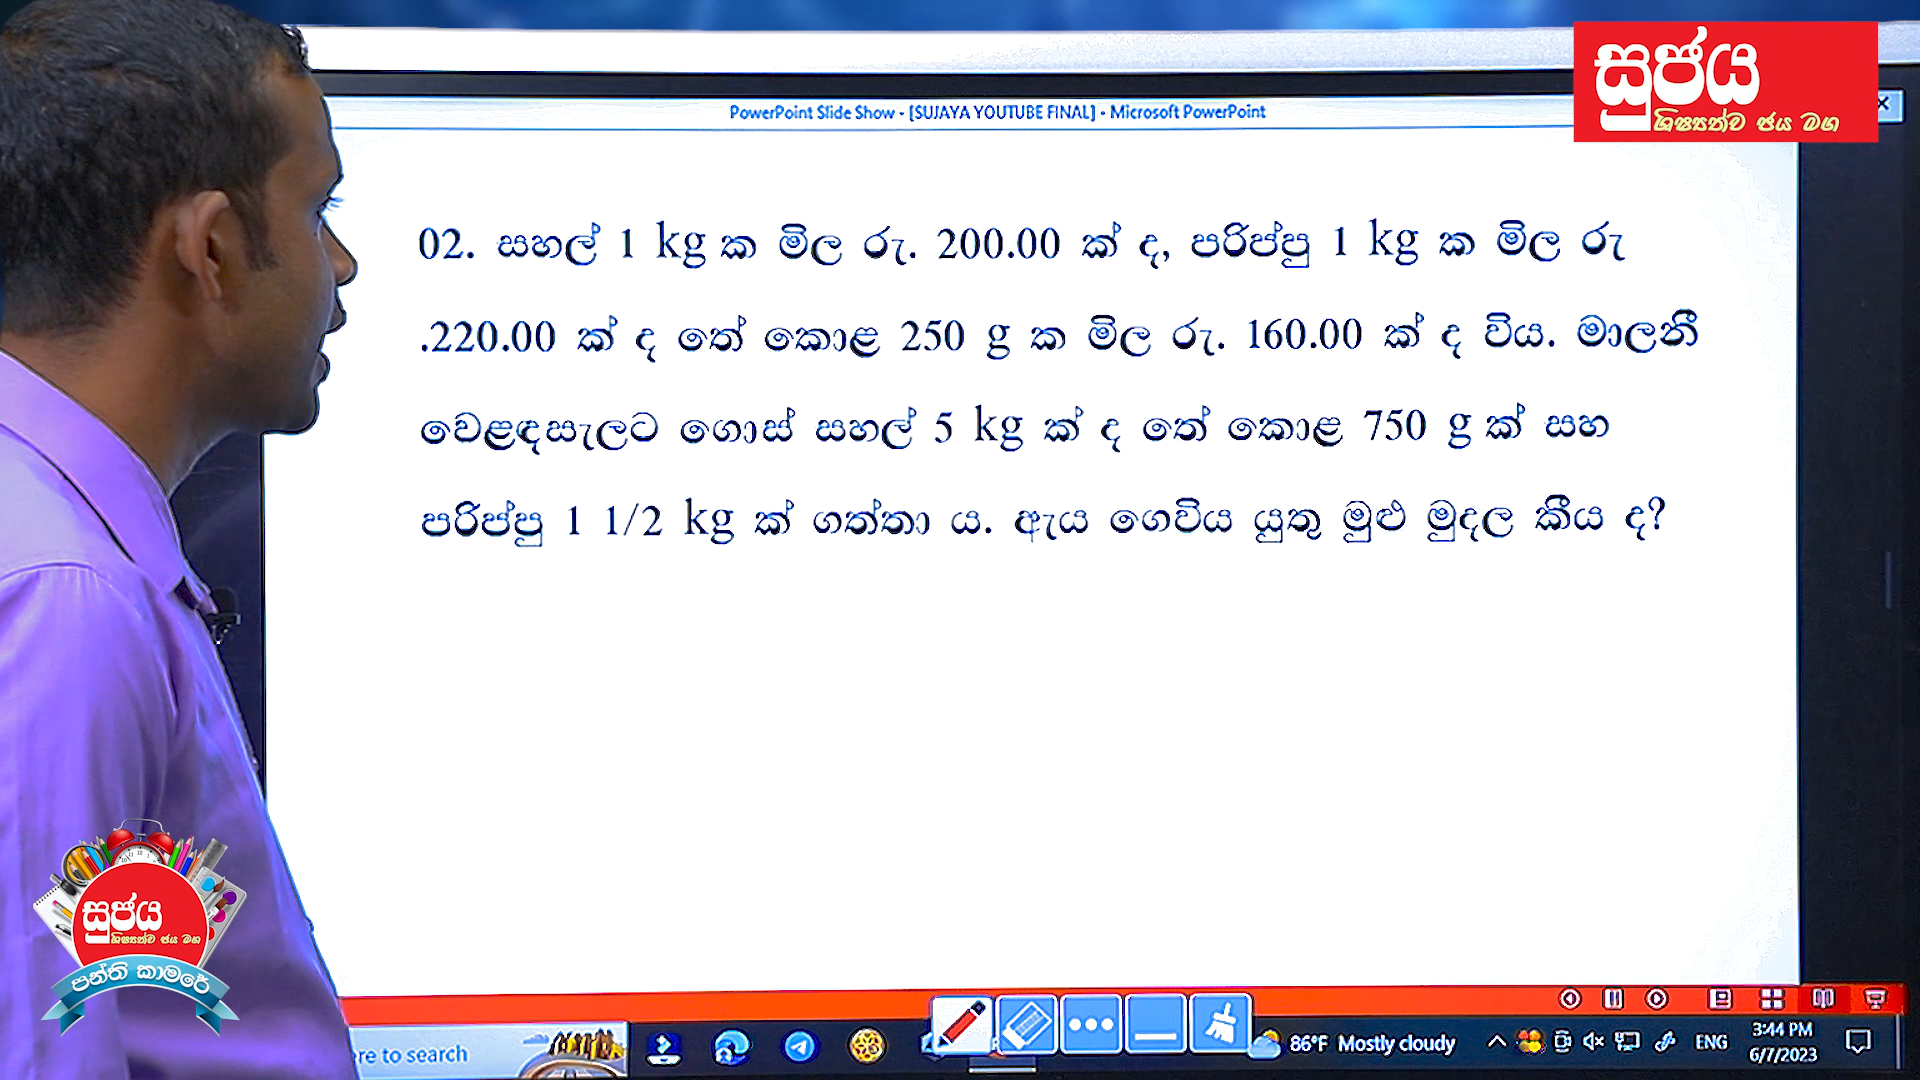 PowerPoint Slide Show - [SUJAYA YOUTUBE FINAL] - Microsoft PowerPoint
සුජය
ශිෂ්‍යත්ව ජය මග
02. සහල් 1 kg ක මිල රු. 200.00 ක් ද, පරිප්පු 1 kg ක මිල රු
.220.00 ක් ද තේ කොළ 250 g ක මිල රු. 160.00 ක් ද විය. මාලනී
වෙළඳසැලට ගොස් සහල් 5 kg ක් ද තේ කොළ 750 g ක් සහ
පරිප්පු 1 1/2 kg ක් ගත්තා ය. ඇය ගෙවිය යුතු මුළු මුදල කීය ද?
සුජය
ශිෂ්‍යත්ව ජය මග
පන්ති කාමරේ
re to search
86°F Mostly cloudy
ENG
3:44 PM
6/7/2023